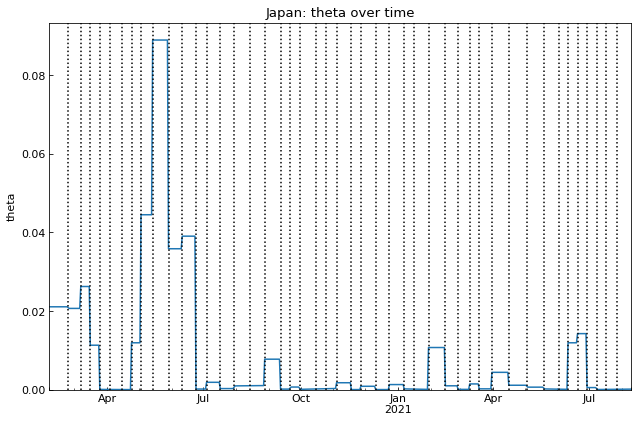 Japan: theta over time
theta
0.08
0.06
0.04
0.02
0.00
Apr
Jul
Oct
Jan
2021
Apr
Jul